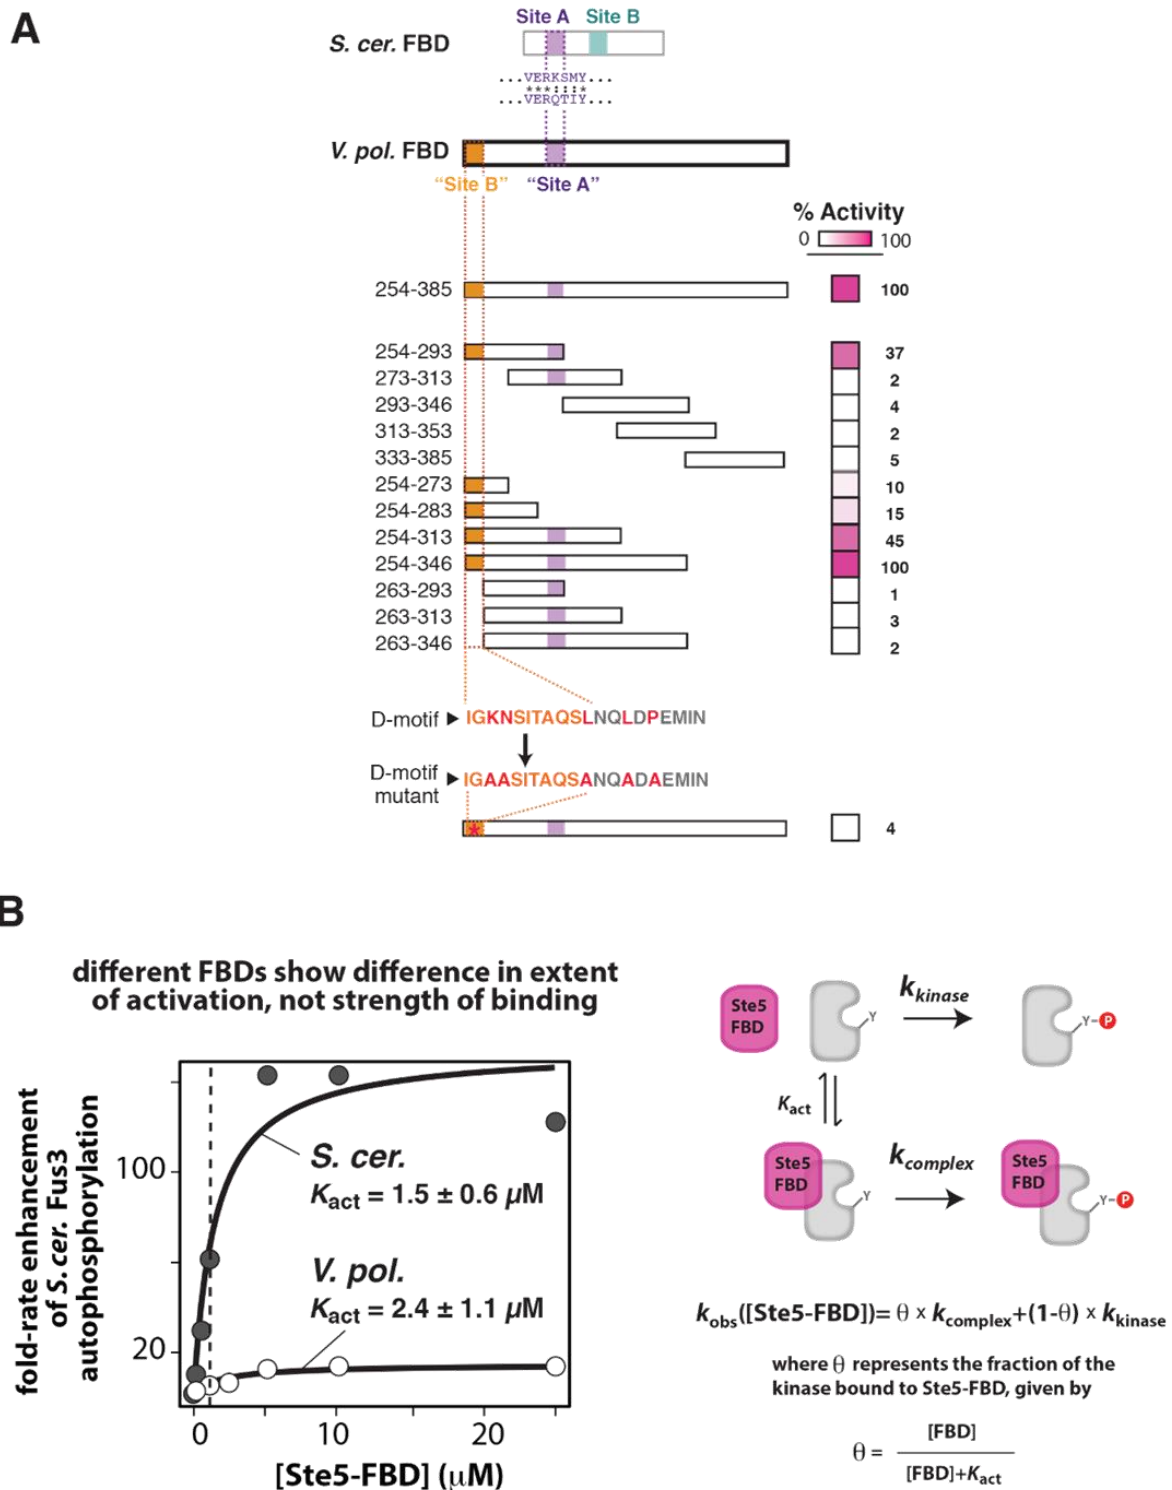 A
Site A Site B
S. cer. FBD
...VERKSMY...
***:::*
...VERQTIY...
V. pol. FBD
“Site B” “Site A”
% Activity
0 100
254-385 100
254-293 37
273-313 2
293-346 4
313-353 2
333-385 5
254-273 10
254-283 15
254-313 45
254-346 100
263-293 1
263-313 3
263-346 2
D-motif ► IGKNSITAQSLNQLDPEMIN
D-motif ► IGAASITAQSANQADAEMIN
mutant
* 4
B
different FBDs show difference in extent
of activation, not strength of binding
fold-rate enhancement
of S. cer. Fus3
autophosphorylation
100
20
S. cer.
Kact = 1.5 ± 0.6 µM
V. pol.
Kact = 2.4 ± 1.1 µM
0 10 20
[Ste5-FBD] (µM)
Ste5
FBD
Y
kkinase
Y-P
Kact
Ste5
FBD
Y
kcomplex
Ste5
FBD
Y-P
kobs([Ste5-FBD])= θ × kcomplex+(1-θ) × kkinase
where θ represents the fraction of the
kinase bound to Ste5-FBD, given by
θ = [FBD]
[FBD]+Kact